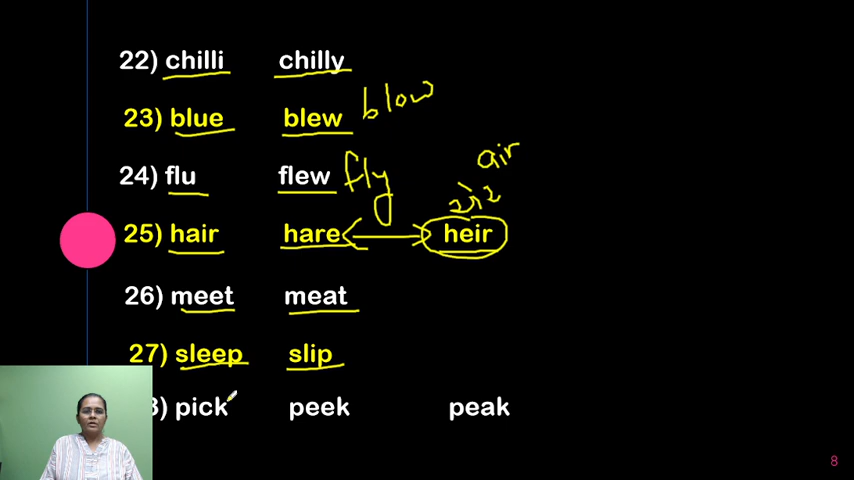 22) chilli chilly
23) blue blew blow
24) flu flew fly air
25) hair hare heir
26) meet meat
27) sleep slip
8) pick peek peak
8